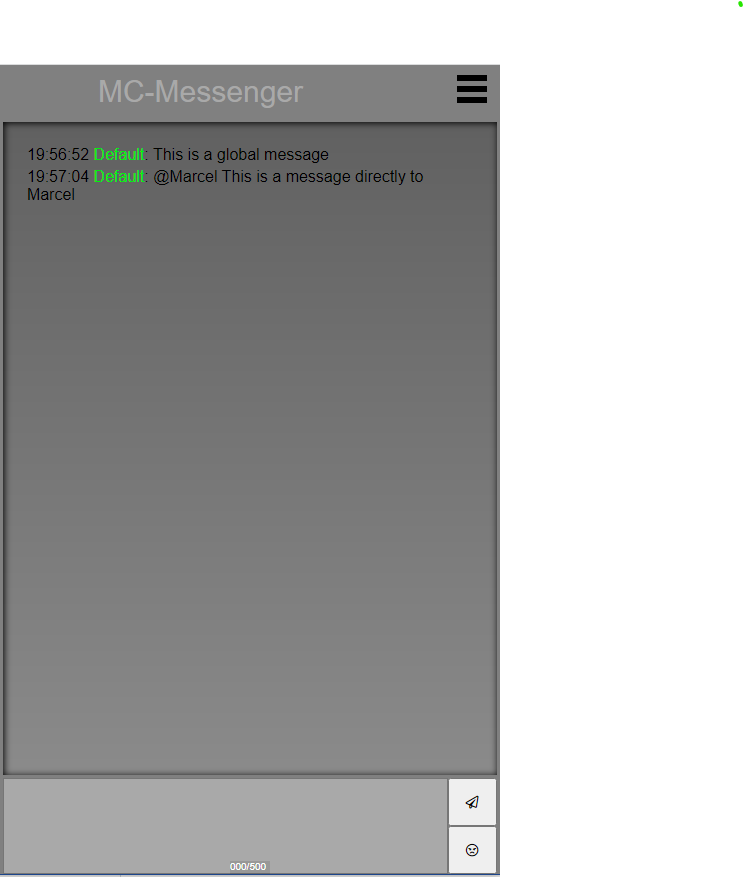 MC-Messenger
19:56:52 Default: This is a global message
19:57:04 Default: @Marcel This is a message directly to
Marcel
000/500